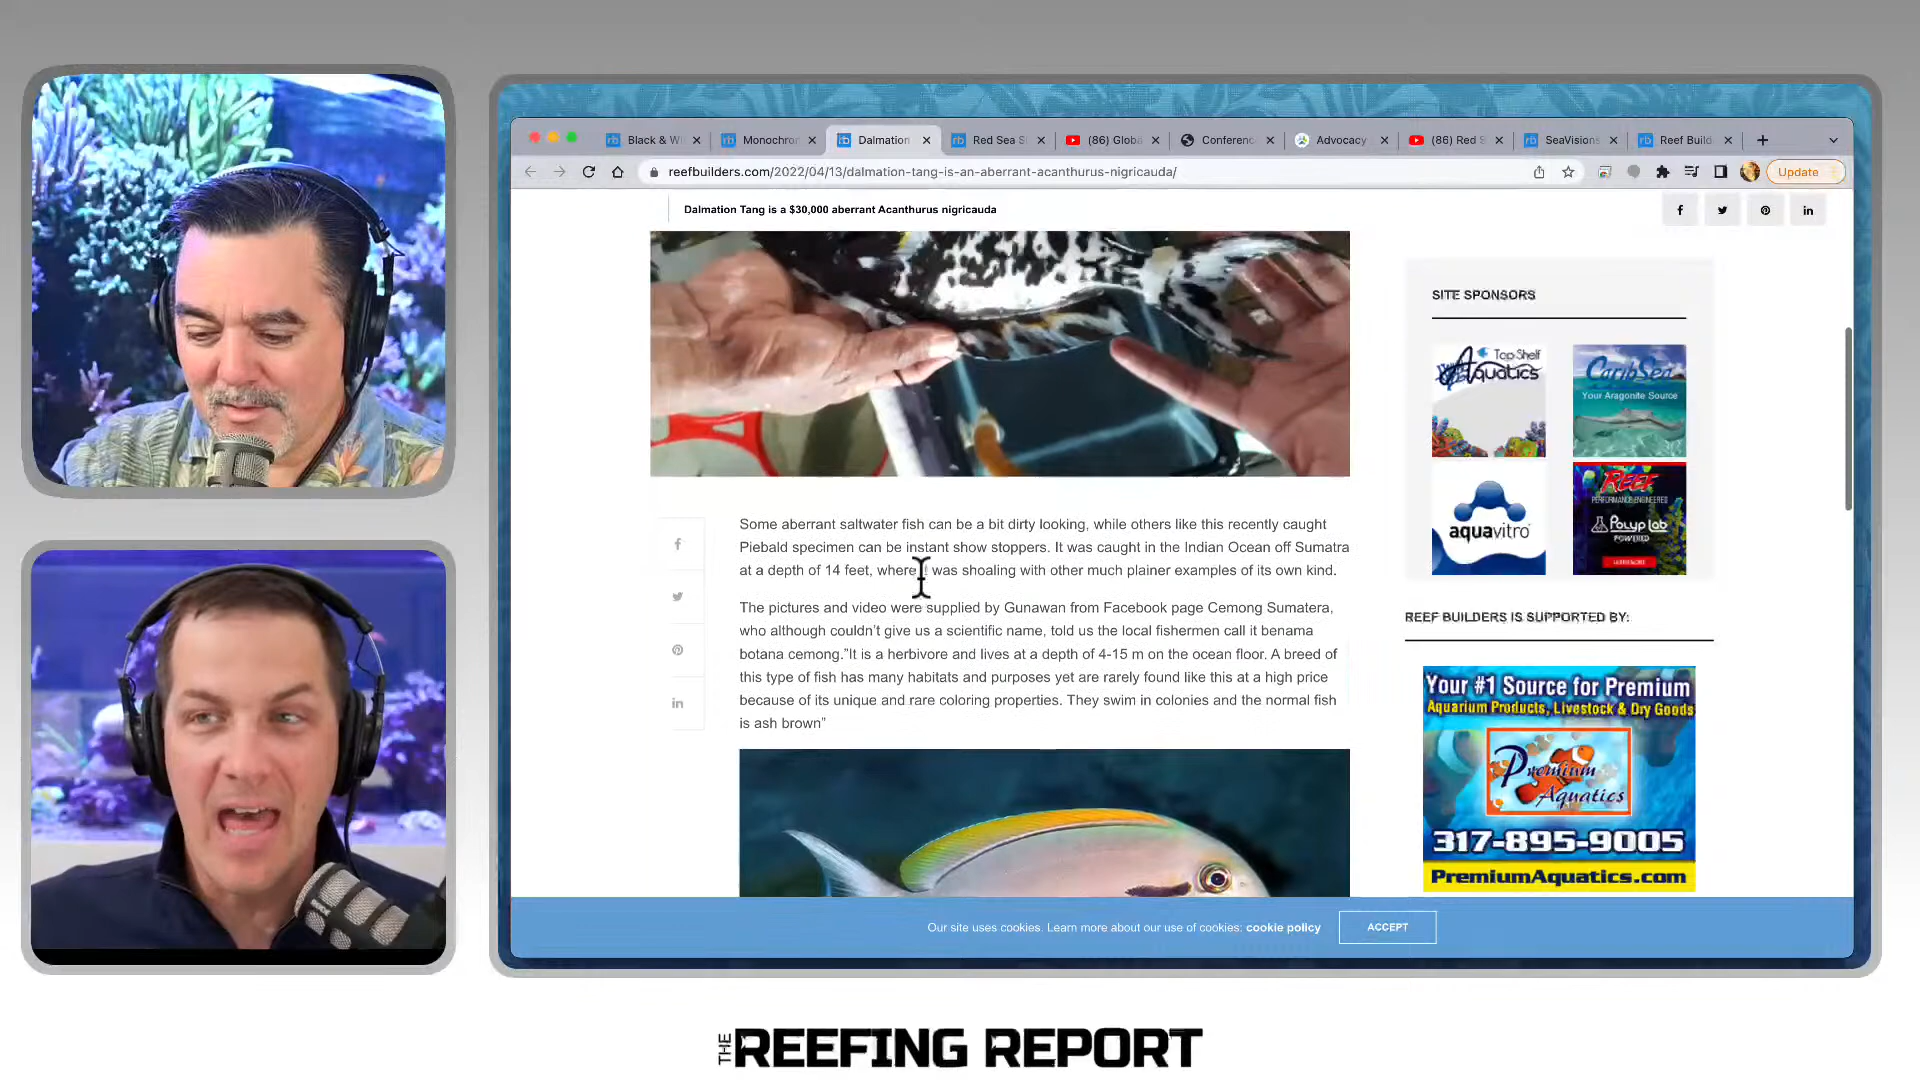 Black & W
Monochro
Dalmation
Red Sea S
(86) Globa
Conferenc
Advocacy
(86) Red S
SeaVisions
Reef Build
reefbuilders.com/2022/04/13/dalmation-tang-is-an-aberrant-acanthurus-nigricauda/
Update
Dalmation Tang is a $30,000 aberrant Acanthurus nigricauda
Some aberrant saltwater fish can be a bit dirty looking, while others like this recently caught
Piebald specimen can be instant show stoppers. It was caught in the Indian Ocean off Sumatra
at a depth of 14 feet, where was shoaling with other much plainer examples of its own kind.
The pictures and video were supplied by Gunawan from Facebook page Cemong Sumatera,
who although couldn't give us a scientific name, told us the local fishermen call it benama
botana cemong."It is a herbivore and lives at a depth of 4-15 m on the ocean floor. A breed of
this type of fish has many habitats and purposes yet are rarely found like this at a high price
because of its unique and rare coloring properties. They swim in colonies and the normal fish
is ash brown"
SITE SPONSORS
Top Shelf
Aquatics
CaribSea
Your Aragonite Source
aquavitro
REEF
PERFORMANCE ENGINEERED
Polyp Lab
POWERED
REEF BUILDERS IS SUPPORTED BY:
Your #1 Source for Premium
Aquarium Products, Livestock & Dry Goods
Premium
Aquatics
317-895-9005
PremiumAquatics.com
Our site uses cookies. Learn more about our use of cookies: cookie policy
ACCEPT
THE REEFING REPORT